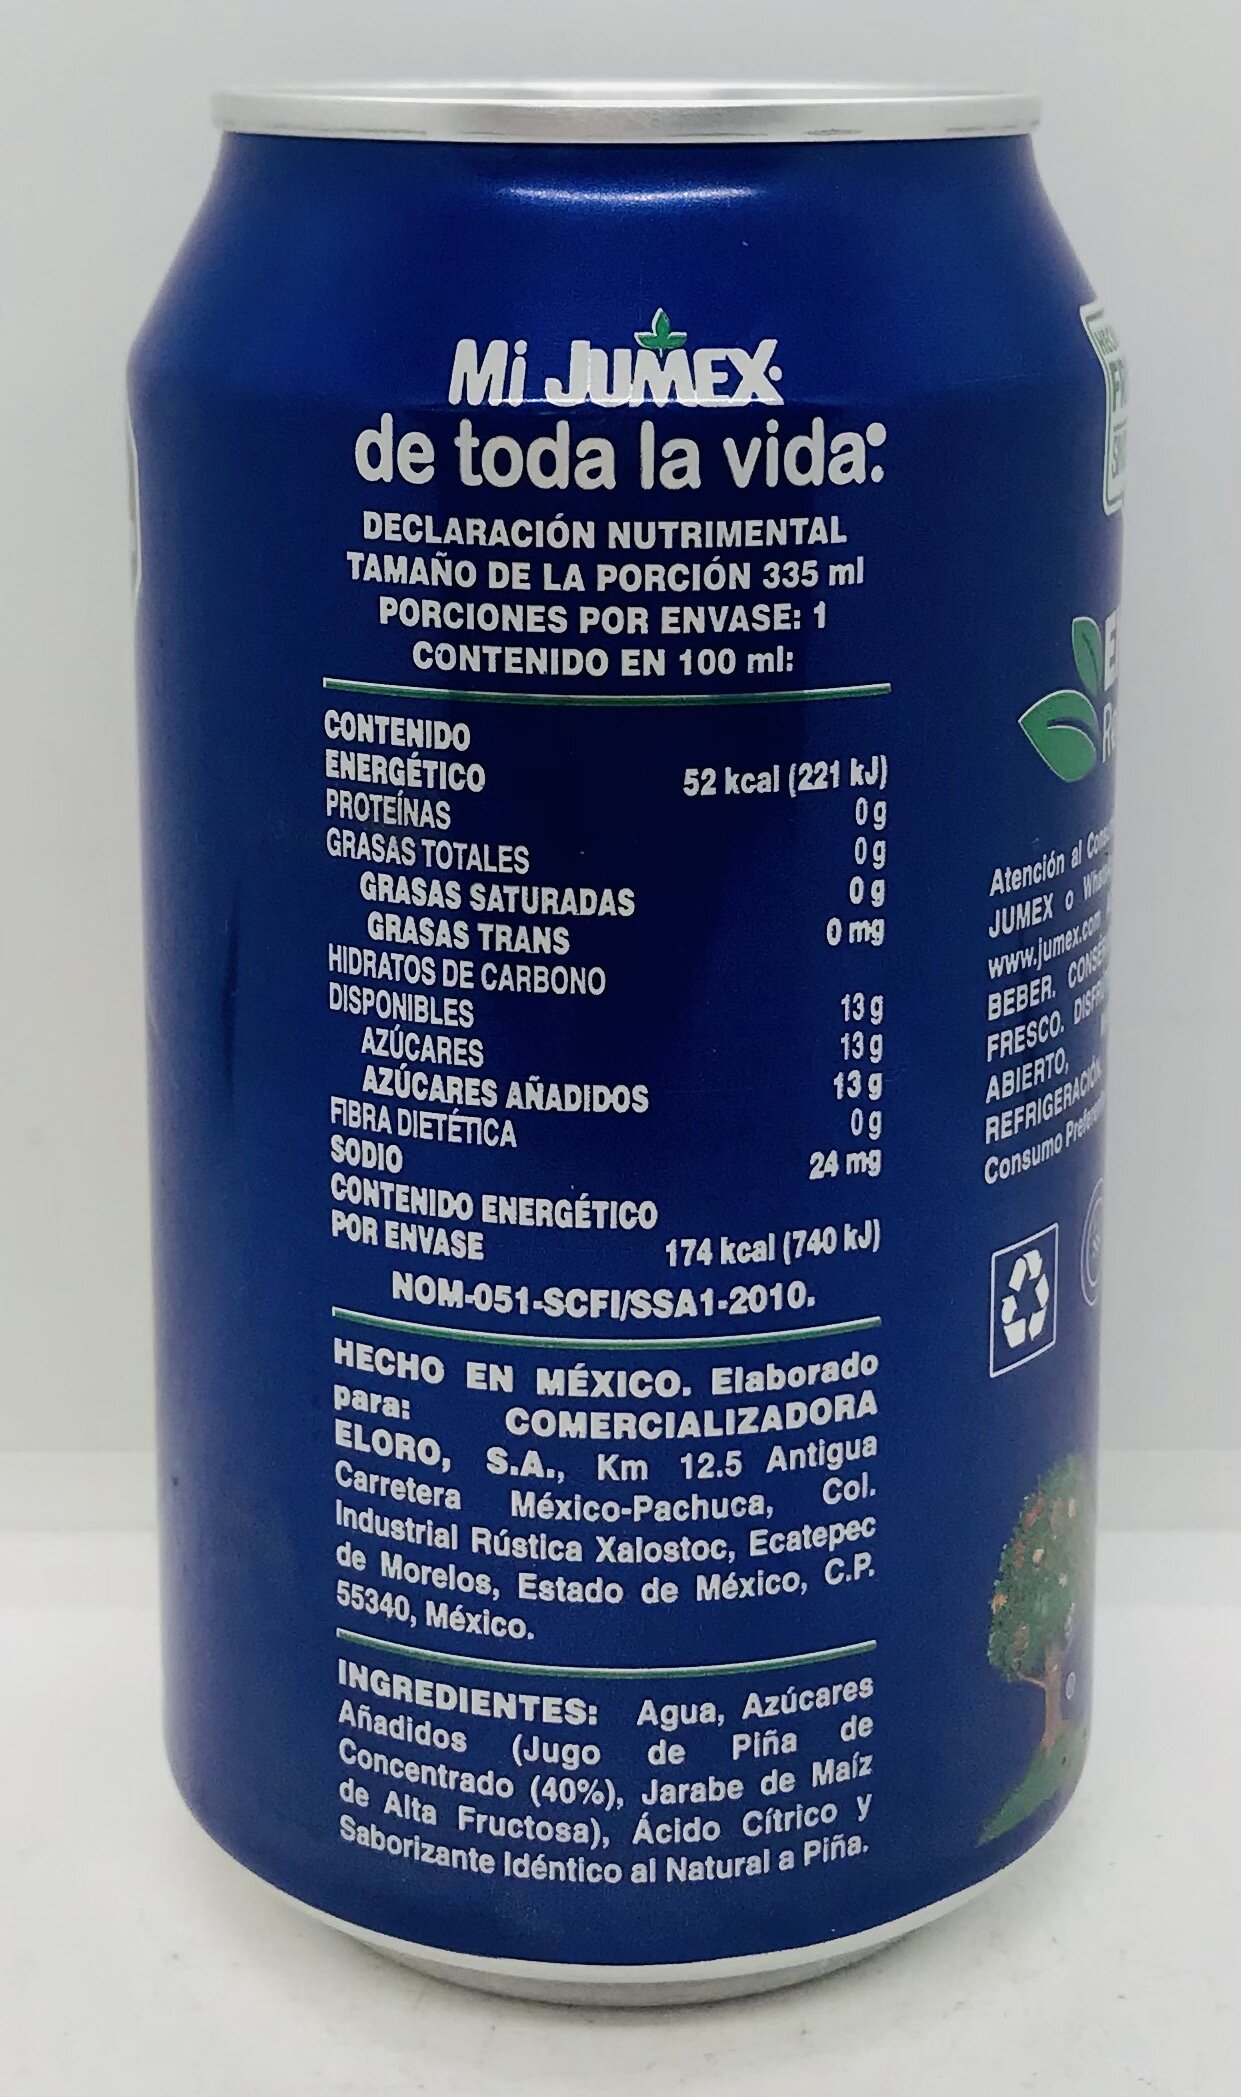 Mi JUMEX
de toda la vida:
DECLARACIÓN NUTRIMENTAL
TAMAÑO DE LA PORCIÓN 335 ml
PORCIONES POR ENVASE: 1
CONTENIDO EN 100 ml:
CONTENIDO
ENERGÉTICO 52 kcal (221 kJ)
PROTEÍNAS 0 g
GRASAS TOTALES 0 g
GRASAS SATURADAS 0 g
GRASAS TRANS 0 mg
HIDRATOS DE CARBONO
DISPONIBLES 13 g
AZÚCARES 13 g
AZÚCARES AÑADIDOS 13 g
FIBRA DIETÉTICA 0 g
SODIO 24 mg
CONTENIDO ENERGÉTICO
POR ENVASE 174 kcal (740 kJ)
NOM-051-SCFI/SSA1-2010.
HECHO EN MÉXICO. Elaborado
para: COMERCIALIZADORA
ELORO, S.A., Km 12.5 Antigua
Carretera México-Pachuca, Col.
Industrial Rústica Xalostoc, Ecatepec
de Morelos, Estado de México, C.P.
55340, México.
INGREDIENTES: Agua, Azúcares
Añadidos (Jugo de Piña de
Concentrado (40%), Jarabe de Maíz
de Alta Fructosa), Ácido Cítrico y
Saborizante Idéntico al Natural a Piña.
Atención al
JUMEX o
www.jumex.com
BEBER.
FRESCO.
ABIERTO,
REFRIGERACIÓN.
Consumo